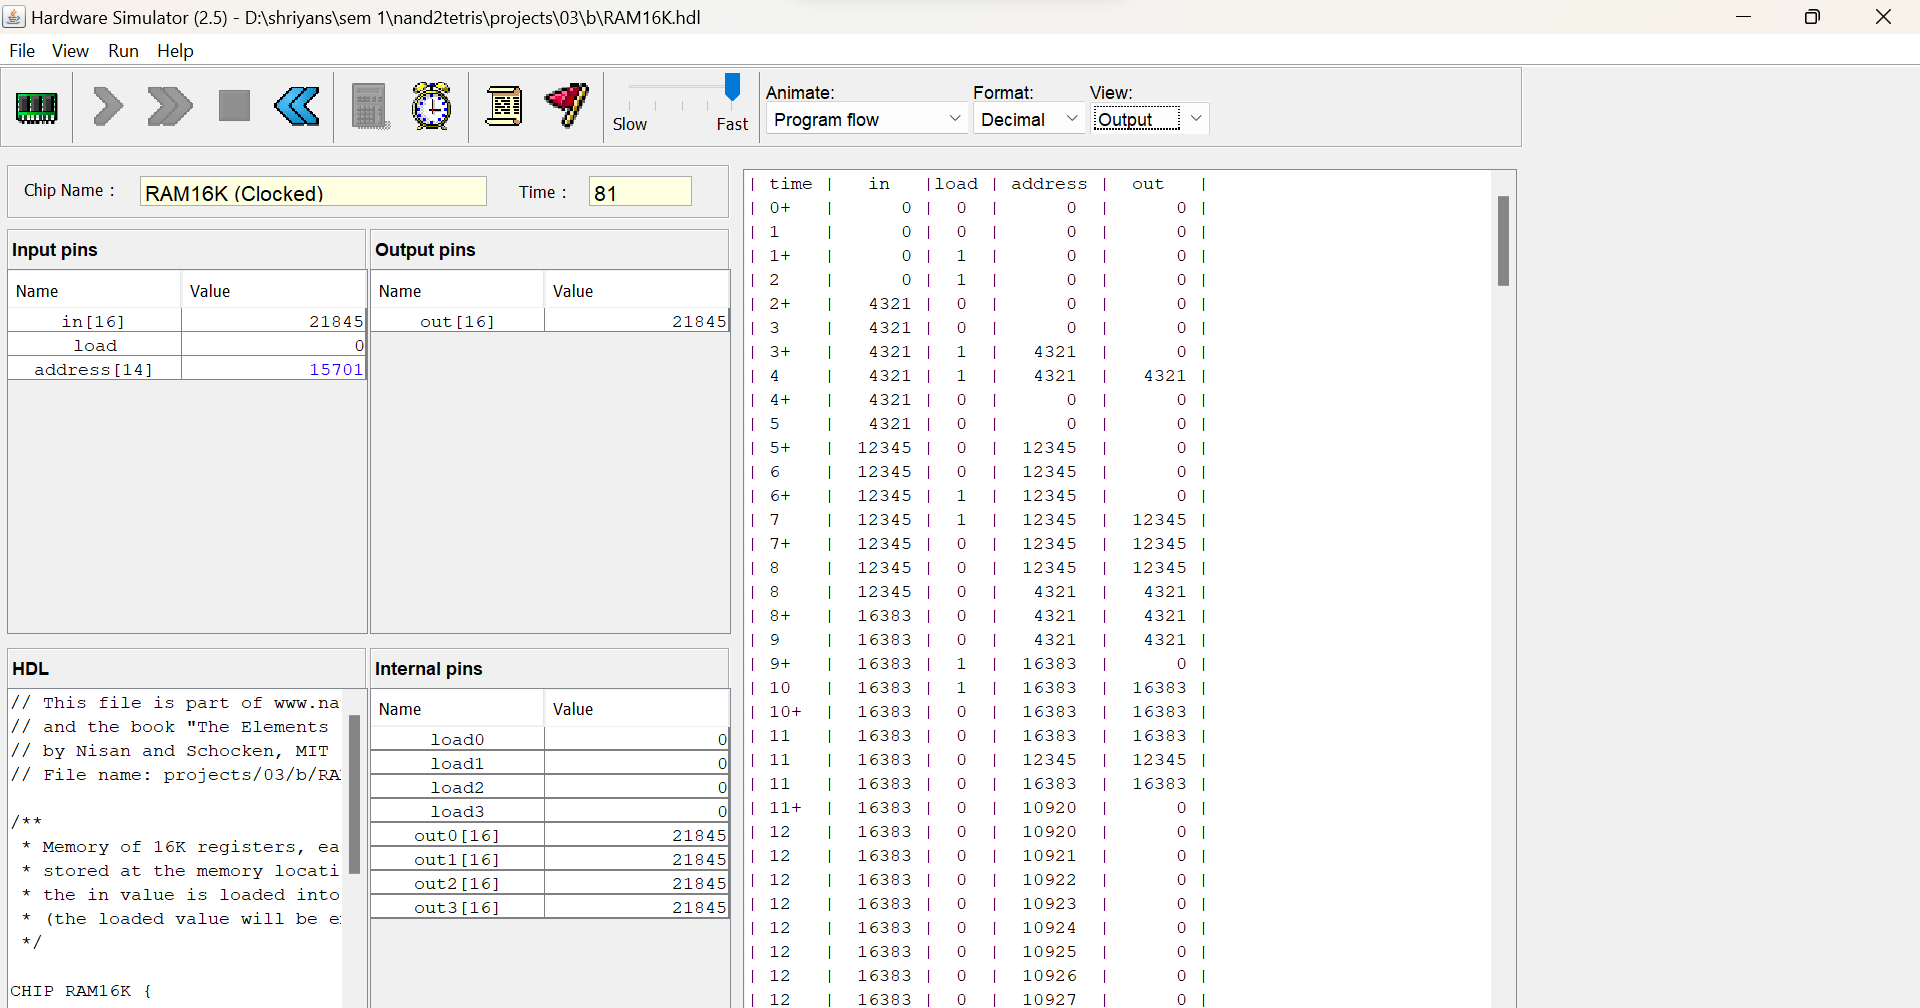 Hardware Simulator (2.5) - D:\shriyans\sem 1\nand2tetris\projects\03\b\RAM16K.hdl
File View Run Help
Slow Fast
Animate: Format: View:
Program flow Decimal Output
Chip Name : RAM16K (Clocked) Time : 81
Input pins
Name Value
in[16] 21845
load 0
address[14] 15701
Output pins
Name Value
out[16] 21845
HDL
// This file is part of www.na
// and the book "The Elements
// by Nisan and Schocken, MIT
// File name: projects/03/b/RA
/**
* Memory of 16K registers, ea
* stored at the memory locati
* the in value is loaded into
* (the loaded value will be e
*/
CHIP RAM16K {
Internal pins
Name Value
load0 0
load1 0
load2 0
load3 0
out0[16] 21845
out1[16] 21845
out2[16] 21845
out3[16] 21845
| time | in |load | address | out |
| 0+ | 0 | 0 | 0 | 0 |
| 1 | 0 | 0 | 0 | 0 |
| 1+ | 0 | 1 | 0 | 0 |
| 2 | 0 | 1 | 0 | 0 |
| 2+ | 4321 | 0 | 0 | 0 |
| 3 | 4321 | 0 | 0 | 0 |
| 3+ | 4321 | 1 | 4321 | 0 |
| 4 | 4321 | 1 | 4321 | 4321 |
| 4+ | 4321 | 0 | 0 | 0 |
| 5 | 4321 | 0 | 0 | 0 |
| 5+ | 12345 | 0 | 12345 | 0 |
| 6 | 12345 | 0 | 12345 | 0 |
| 6+ | 12345 | 1 | 12345 | 0 |
| 7 | 12345 | 1 | 12345 | 12345 |
| 7+ | 12345 | 0 | 12345 | 12345 |
| 8 | 12345 | 0 | 12345 | 12345 |
| 8 | 12345 | 0 | 4321 | 4321 |
| 8+ | 16383 | 0 | 4321 | 4321 |
| 9 | 16383 | 0 | 4321 | 4321 |
| 9+ | 16383 | 1 | 16383 | 0 |
| 10 | 16383 | 1 | 16383 | 16383 |
| 10+ | 16383 | 0 | 16383 | 16383 |
| 11 | 16383 | 0 | 16383 | 16383 |
| 11 | 16383 | 0 | 12345 | 12345 |
| 11 | 16383 | 0 | 16383 | 16383 |
| 11+ | 16383 | 0 | 10920 | 0 |
| 12 | 16383 | 0 | 10920 | 0 |
| 12 | 16383 | 0 | 10921 | 0 |
| 12 | 16383 | 0 | 10922 | 0 |
| 12 | 16383 | 0 | 10923 | 0 |
| 12 | 16383 | 0 | 10924 | 0 |
| 12 | 16383 | 0 | 10925 | 0 |
| 12 | 16383 | 0 | 10926 | 0 |
| 12 | 16383 | 0 | 10927 | 0 |